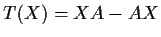 T(X) = XA − AX